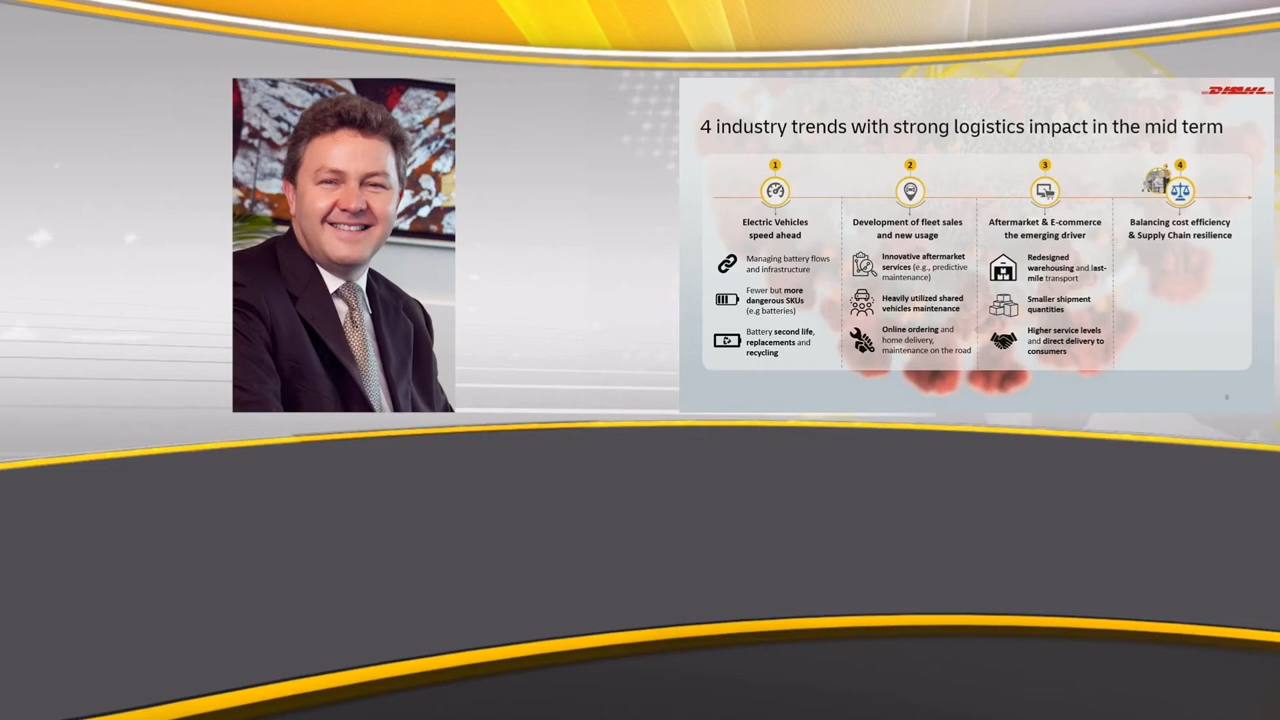 DHL
4 industry trends with strong logistics impact in the mid term
1
2
3
4
Electric Vehicles
speed ahead
Managing battery flows
and infrastructure
Fewer but more
dangerous SKUs
(e.g batteries)
Battery second life,
replacements and
recycling
Development of fleet sales
and new usage
Innovative aftermarket
services (e.g., predictive
maintenance)
Heavily utilized shared
vehicles maintenance
Online ordering and
home delivery,
maintenance on the road
Aftermarket & E-commerce
the emerging driver
Redesigned
warehousing and last-
mile transport
Smaller shipment
quantities
Higher service levels
and direct delivery to
consumers
Balancing cost efficiency
& Supply Chain resilience